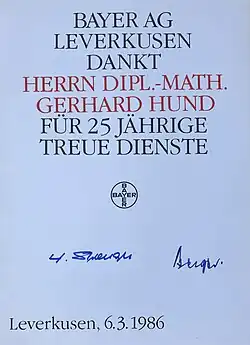 BAYER AG
LEVERKUSEN
DANKT
HERRN DIPL.-MATH.
GERHARD HUND
FÜR 25 JÄHRIGE
TREUE DIENSTE
BAYER
BAYER
Leverkusen, 6.3.1986